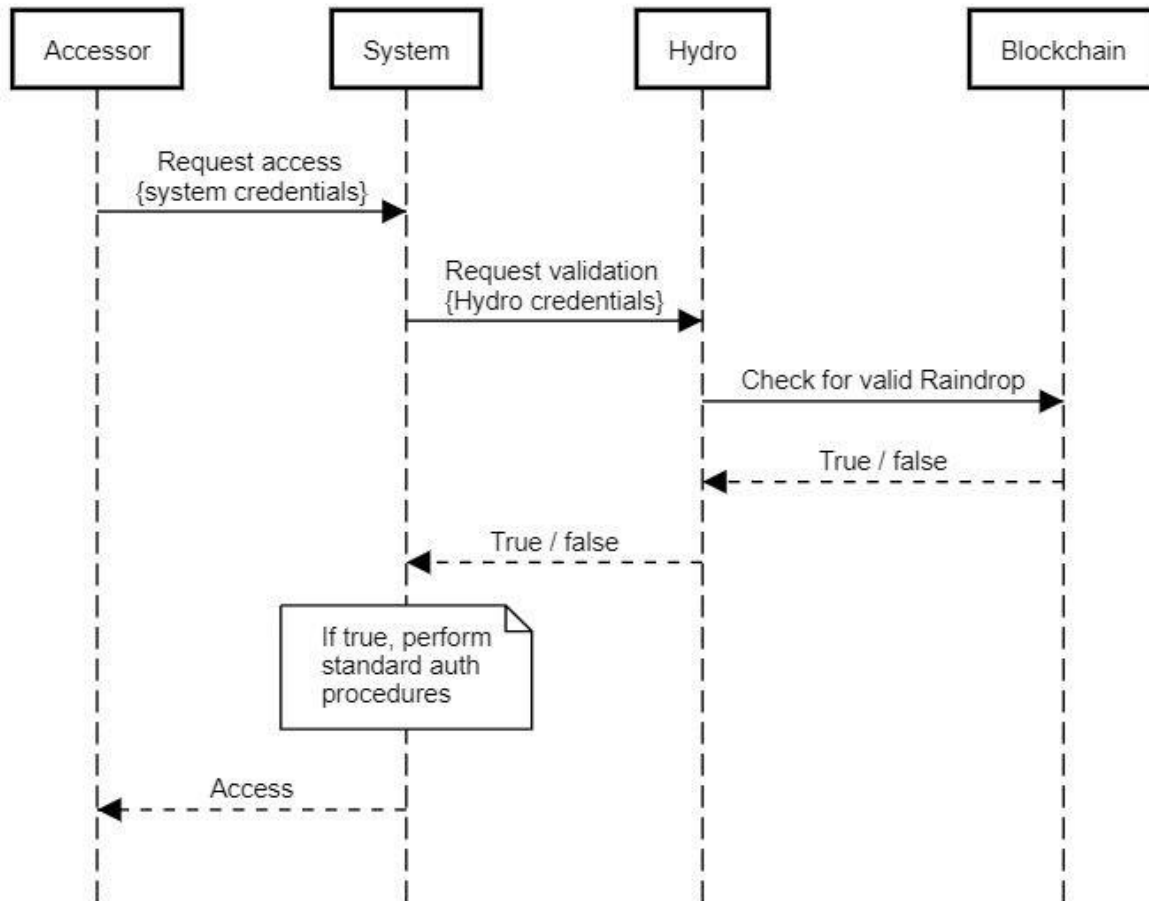 Accessor
System
Hydro
Blockchain
Request access
{system credentials}
Request validation
{Hydro credentials}
Check for valid Raindrop
True / false
True / false
If true, perform
standard auth
procedures
Access